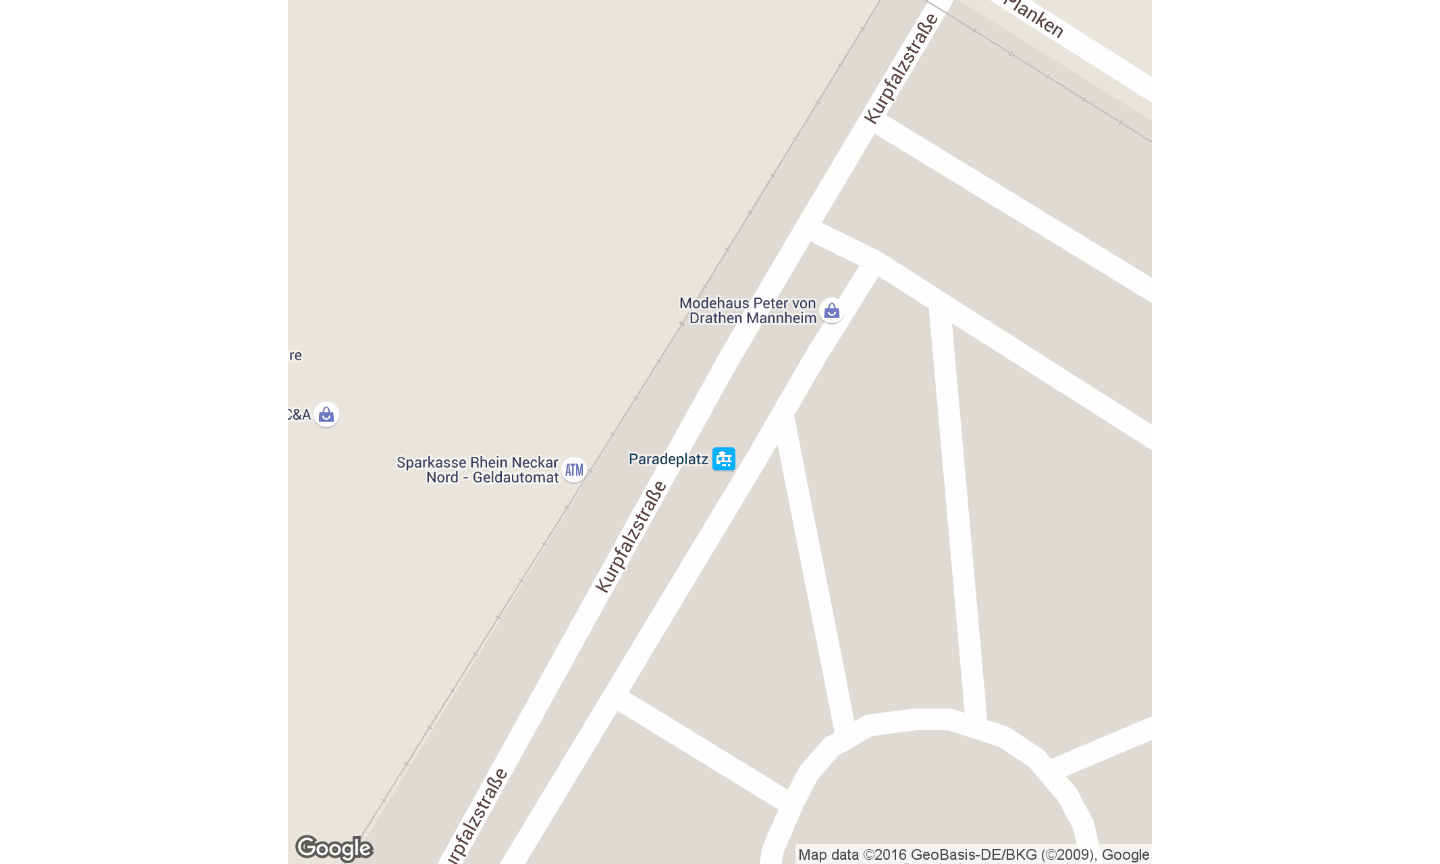 Planken
Kurpfalzstraße
Modehaus Peter von
Drathen Mannheim
re
C&A
Sparkasse Rhein Neckar
Nord - Geldautomat
ATM
Paradeplatz
Kurpfalzstraße
urpfalzstraße
Google
Map data ©2016 GeoBasis-DE/BKG (©2009), Google